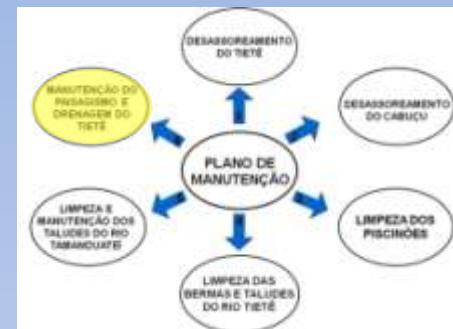 DESASSOREAMENTO
DO TIETÊ
MANUTENÇÃO DO
PAISAGISMO E
DRENAGEM DO
TIETÊ
DESASSOREAMENTO
DO CABUÇU
PLANO DE
MANUTENÇÃO
LIMPEZA E
MANUTENÇÃO DOS
TALUDES DO RIO
TAMANDUATEÍ
LIMPEZA DOS
PISCINÕES
LIMPEZA DAS
BERMAS E TALUDES
DO RIO TIETÊ